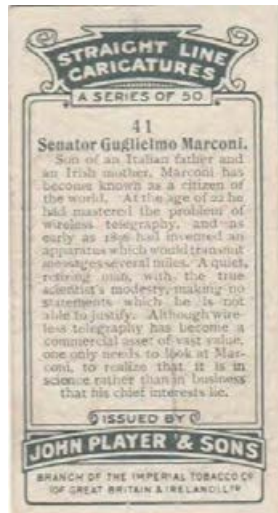 STRAIGHT LINE
CARICATURES
A SERIES OF 50
41
Senator Guglielmo Marconi.
Son of an Italian father and
an Irish mother, Marconi has
become known as a citizen of
the world. At the age of 22 he
had mastered the problem of
wireless telegraphy, and as
early as 1896 had invented an
apparatus which would transmit
messages several miles. A quiet,
retiring man, with the true
scientist's modesty, making no
statements which he is not
able to justify. Although wire-
less telegraphy has become a
commercial asset of vast value,
one only needs to look at Mar-
coni, to realize that it is in
science rather than in business
that his chief interests lie.
ISSUED BY
JOHN PLAYER & SONS
BRANCH OF THE IMPERIAL TOBACCO CO
(OF GREAT BRITAIN & IRELAND), LTD